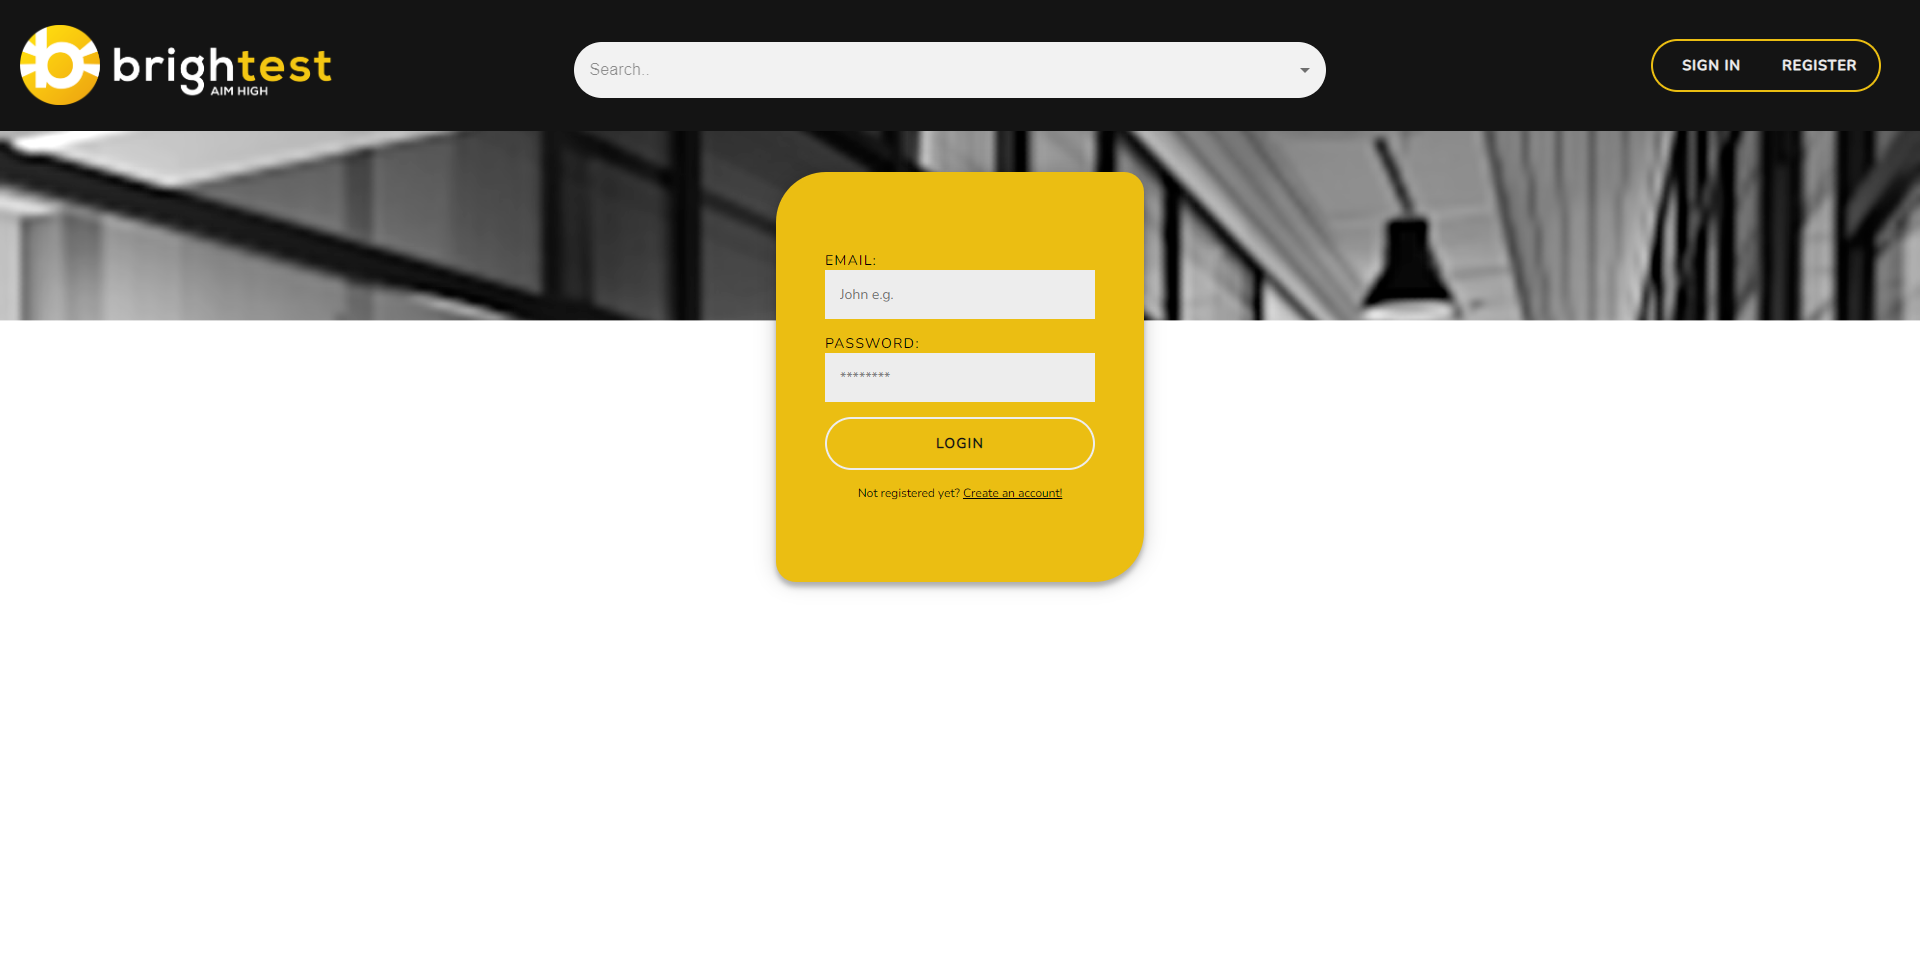 brightest
AIM HIGH
Search..
SIGN IN REGISTER
EMAIL:
John e.g.
PASSWORD:
********
LOGIN
Not registered yet? Create an account!